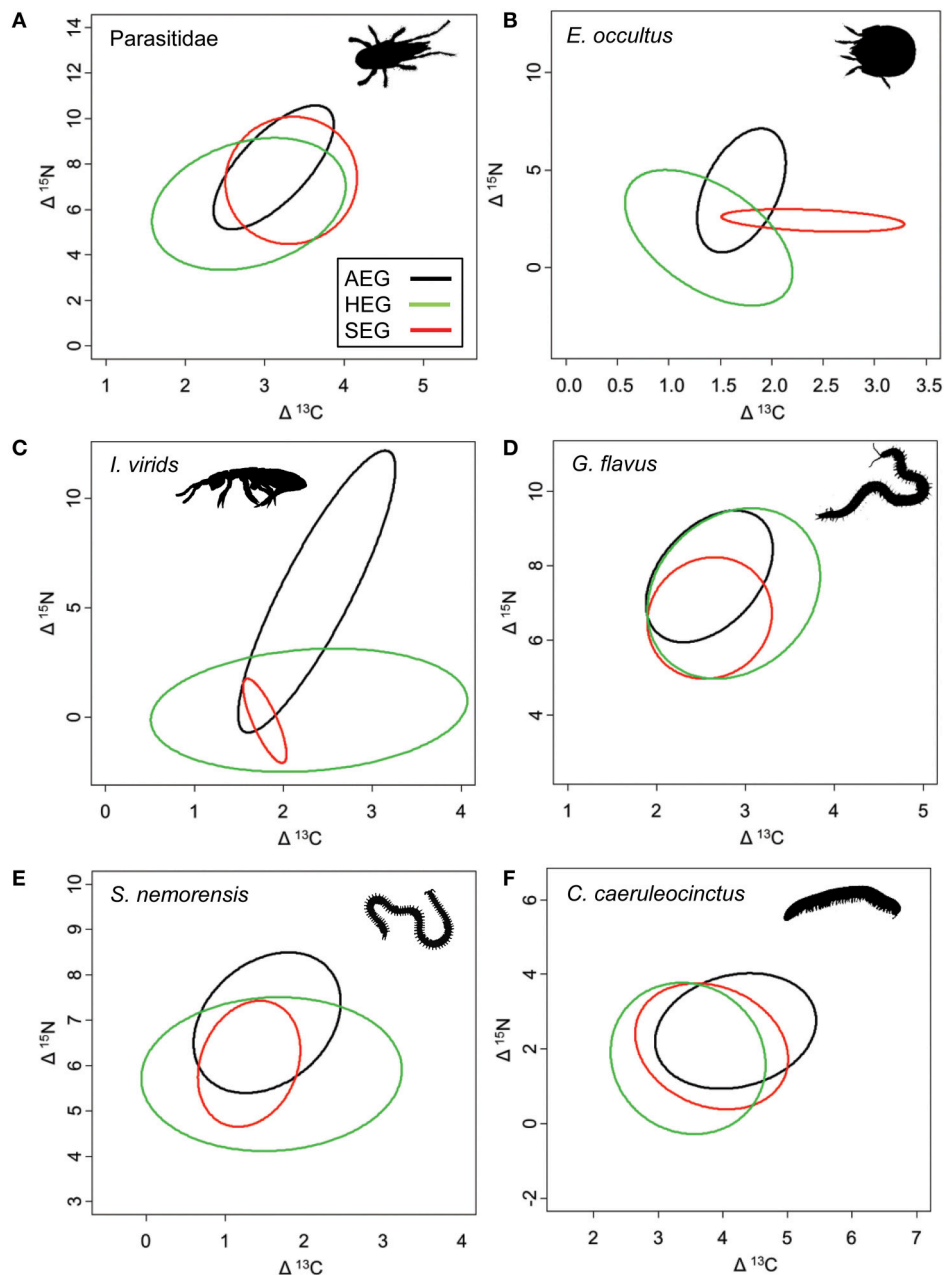 A
Parasitidae
Δ 15N
14
12
10
8
6
4
2
0
1 2 3 4 5
Δ 13C
AEG
HEG
SEG
B
E. occultus
Δ 15N
10
5
0
0.0 0.5 1.0 1.5 2.0 2.5 3.0 3.5
Δ 13C
C
I. virids
Δ 15N
10
5
0
0 1 2 3 4
Δ 13C
D
G. flavus
Δ 15N
10
8
6
4
1 2 3 4 5
Δ 13C
E
S. nemorensis
Δ 15N
10
9
8
7
6
5
4
3
0 1 2 3 4
Δ 13C
F
C. caeruleocinctus
Δ 15N
6
4
2
0
-2
2 3 4 5 6 7
Δ 13C